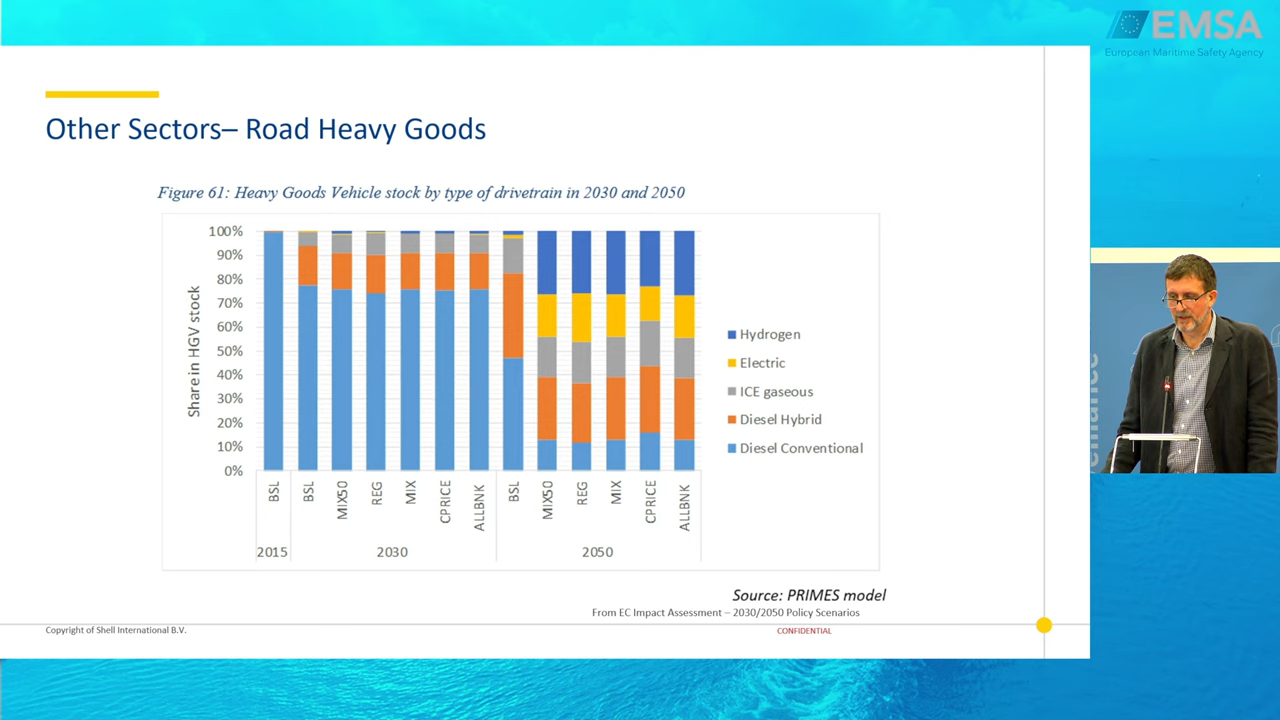 EMSA
European Maritime Safety Agency
Other Sectors– Road Heavy Goods
Figure 61: Heavy Goods Vehicle stock by type of drivetrain in 2030 and 2050
Share in HGV stock
100%
90%
80%
70%
60%
50%
40%
30%
20%
10%
0%
BSL
BSL
MIX50
REG
MIX
CPRICE
ALLBNK
BSL
MIX50
REG
MIX
CPRICE
ALLBNK
2015
2030
2050
Hydrogen
Electric
ICE gaseous
Diesel Hybrid
Diesel Conventional
Source: PRIMES model
From EC Impact Assessment – 2030/2050 Policy Scenarios
Copyright of Shell International B.V.
CONFIDENTIAL